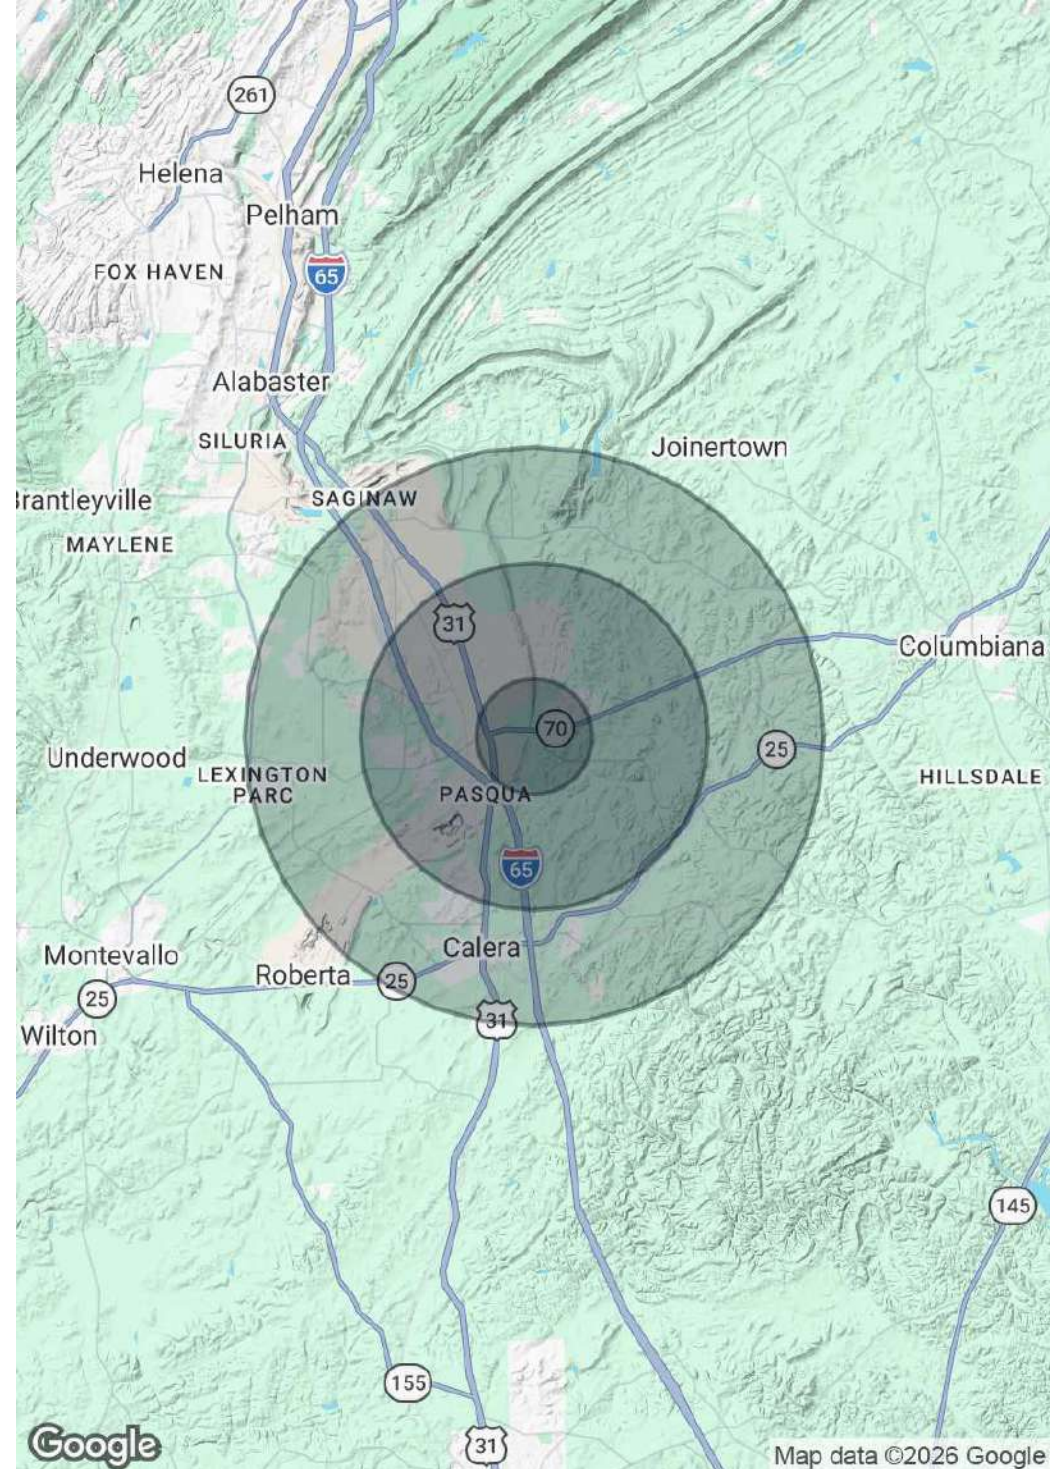 261
Helena
Pelham
FOX HAVEN
65
Alabaster
SILURIA
Joinertown
SAGINAW
Brantleyville
MAYLENE
31
Columbiana
70
25
Underwood
LEXINGTON
PARC
HILLSDALE
PASQUA
65
Calera
Montevallo
Roberta
25
25
31
Wilton
145
155
31
Google
Map data ©2026 Google